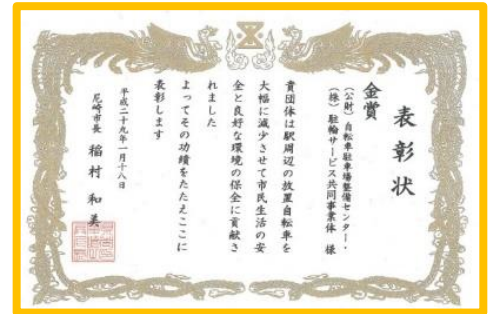 表彰状
金賞
(公財)自転車駐車場整備センター・
(株)駐輪サービス共同事業体 様
貴団体は駅周辺の放置自転車を
大幅に減少させて市民生活の安
全と良好な環境の保全に貢献さ
れました
よってその功績をたたえここに
表彰します
平成二十九年一月十八日
尼崎市長 稲村和美